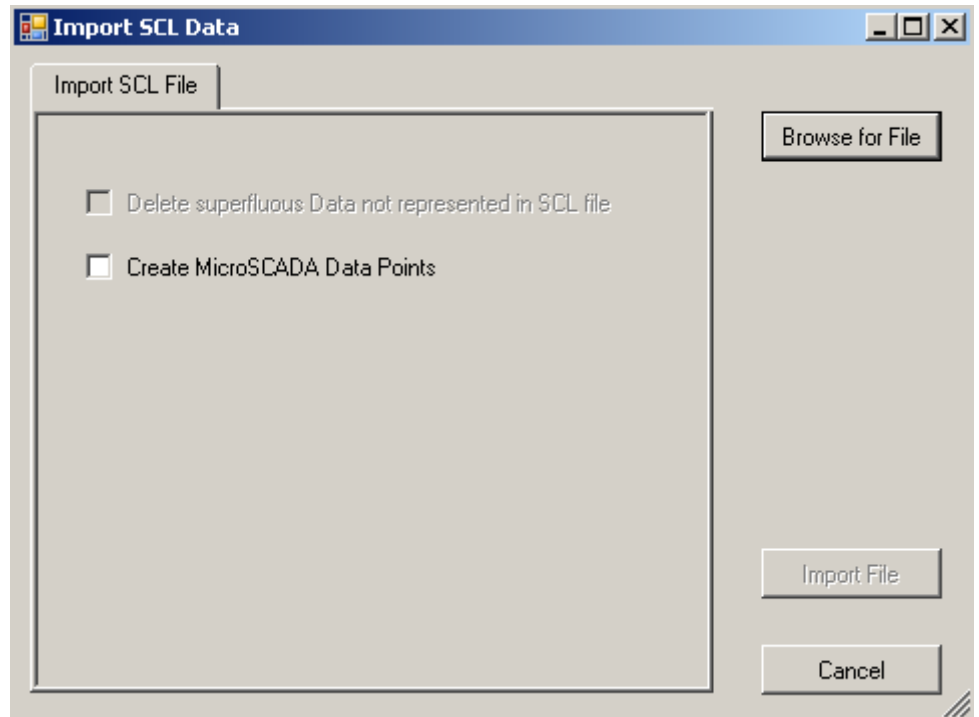 Import SCL Data
Import SCL File
Browse for File
Delete superfluous Data not represented in SCL file
Create MicroSCADA Data Points
Import File
Cancel